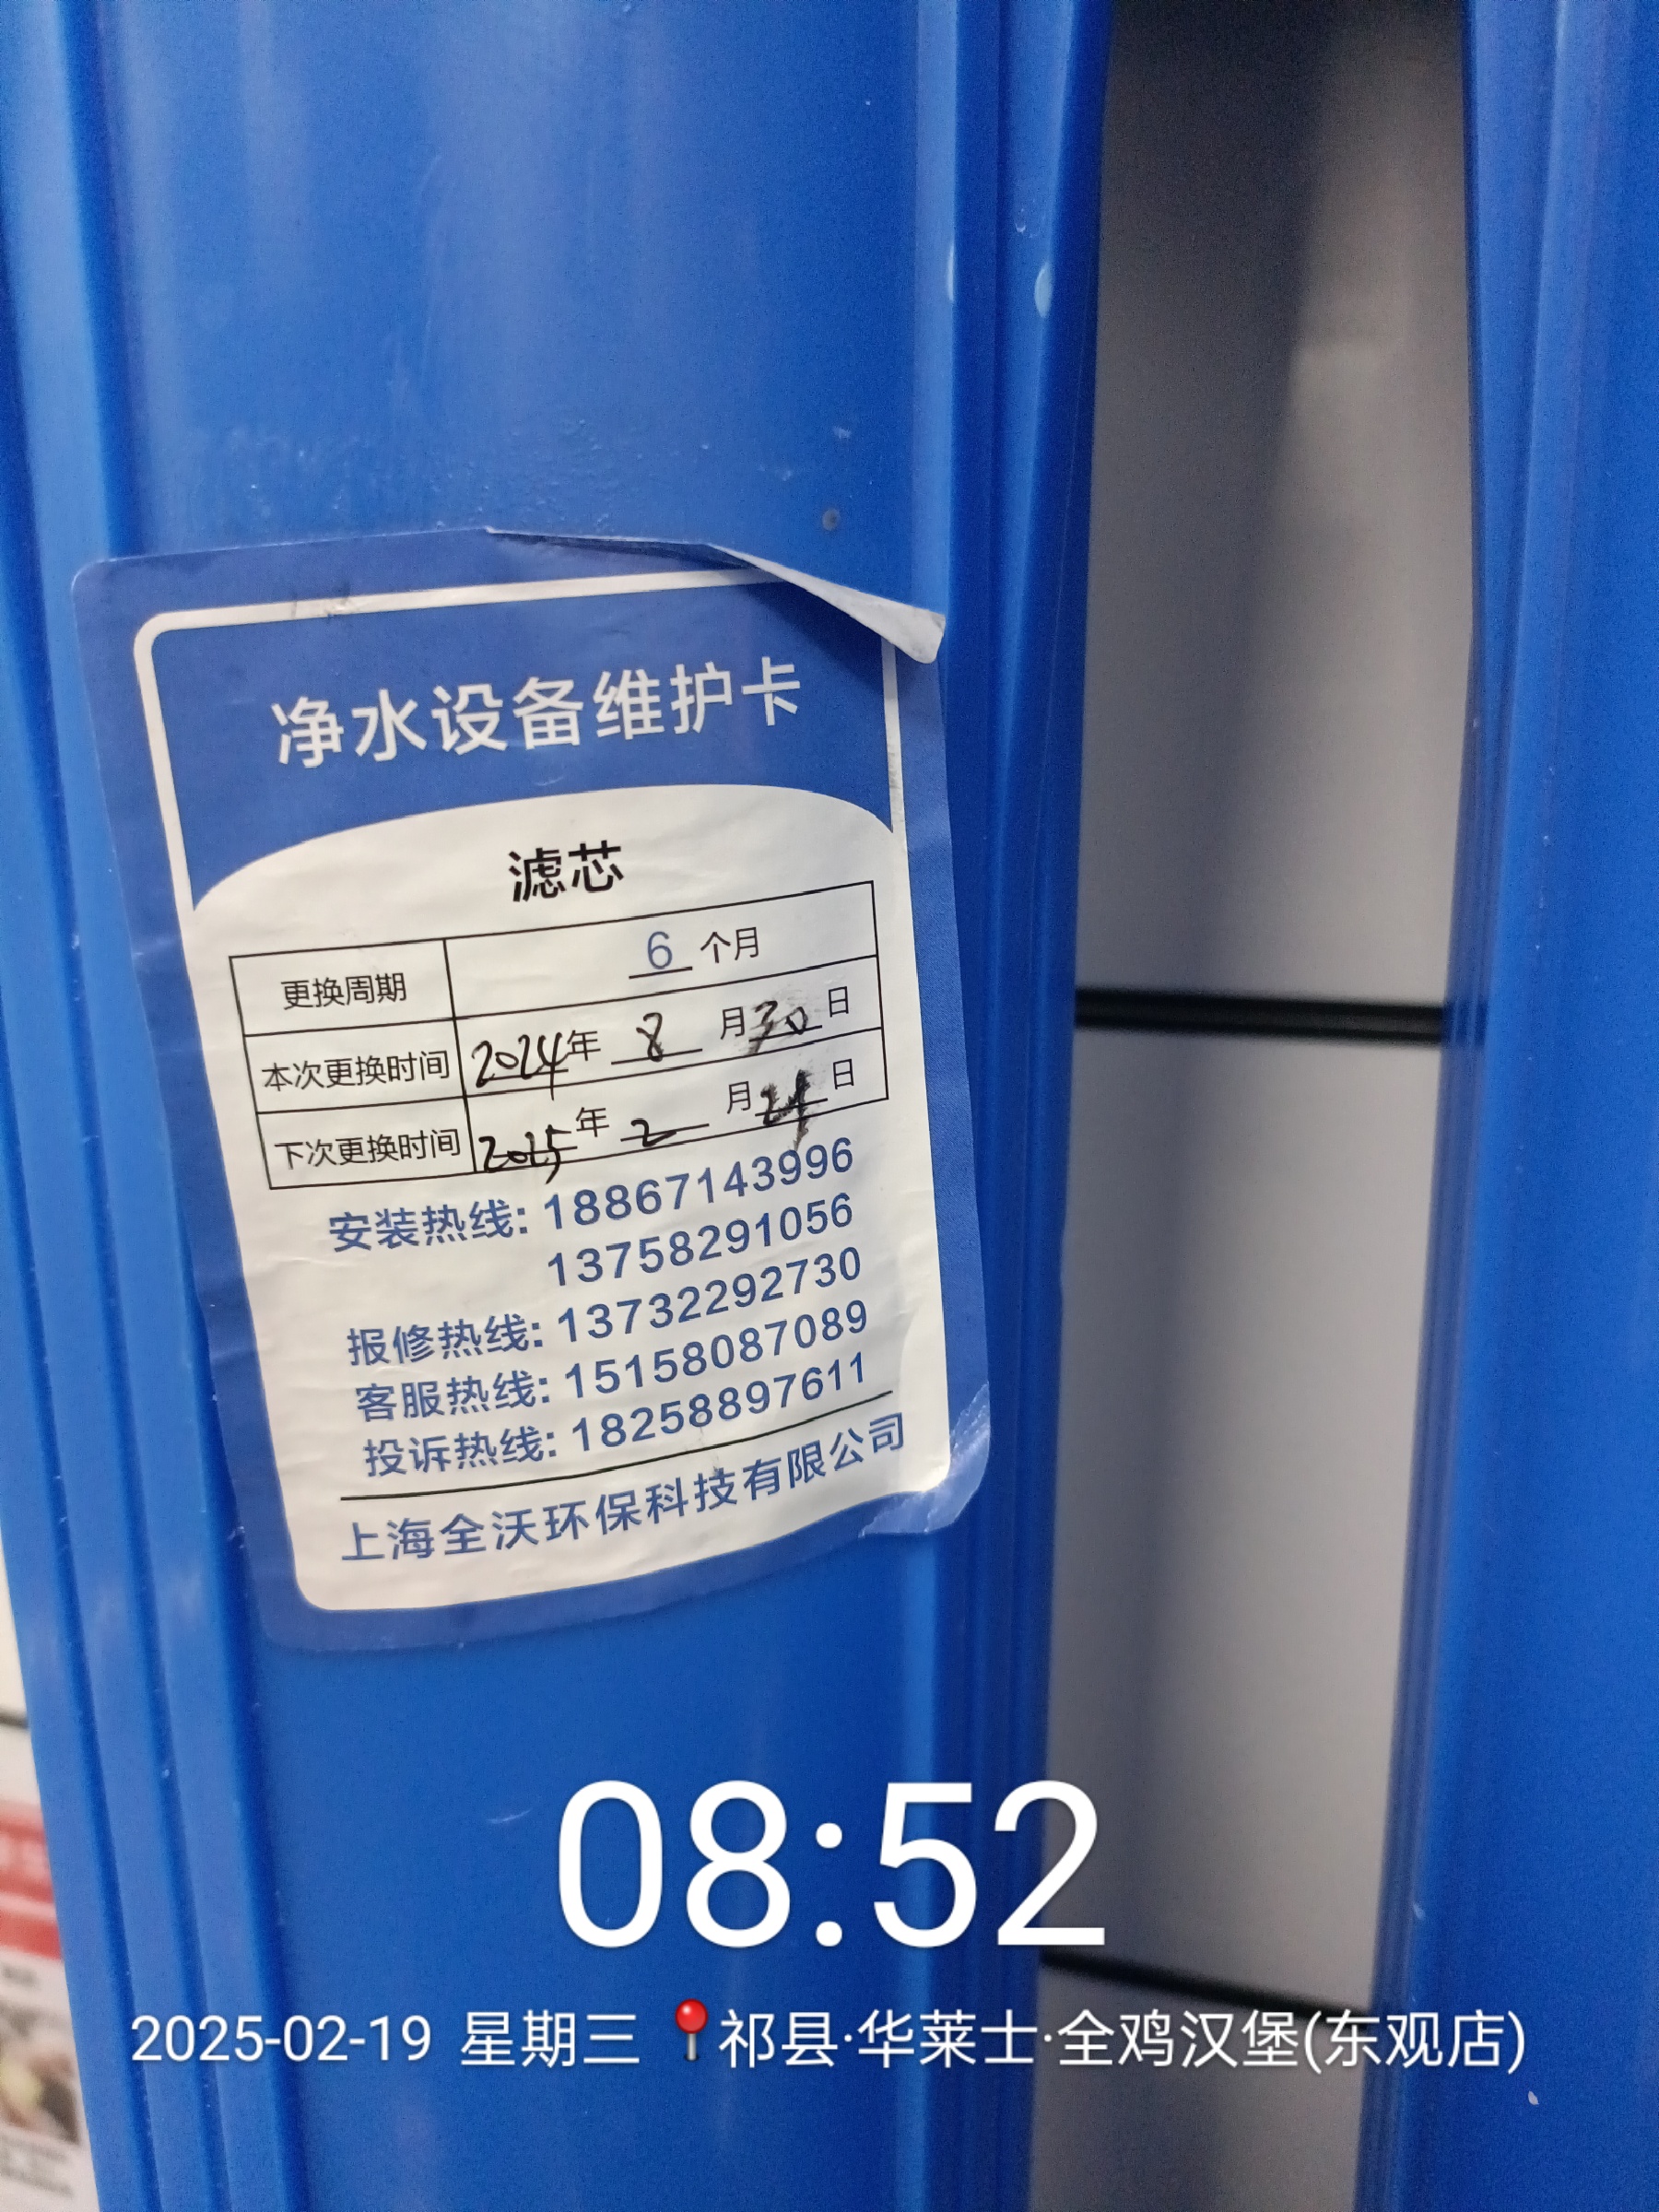 净水设备维护卡
滤芯
更换周期 6 个月
本次更换时间 2024年 8 月30日
下次更换时间 2025年 2 月 日
安装热线: 18867143996
13758291056
报修热线: 13732292730
客服热线: 15158087089
投诉热线: 18258897611
上海全沃环保科技有限公司
08:52
2025-02-19 星期三 祁县·华莱士·全鸡汉堡(东观店)